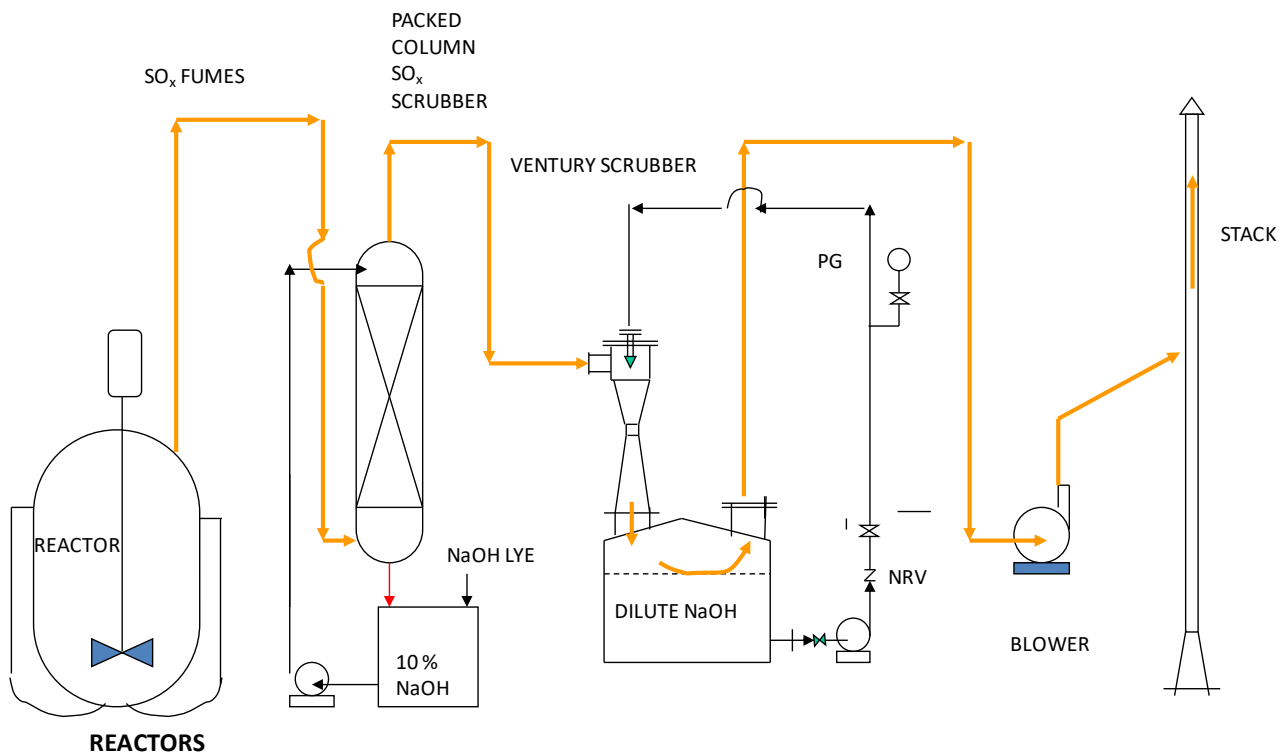 PACKED
COLUMN
SOₓ
SCRUBBER
SOₓ FUMES
VENTURY SCRUBBER
STACK
PG
REACTOR
NaOH LYE
NRV
DILUTE NaOH
10 %
NaOH
BLOWER
REACTORS